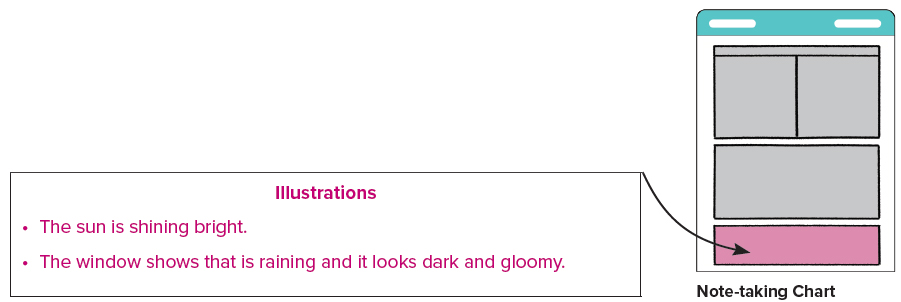 Illustrations
• The sun is shining bright.
• The window shows that is raining and it looks dark and gloomy.
Note-taking Chart